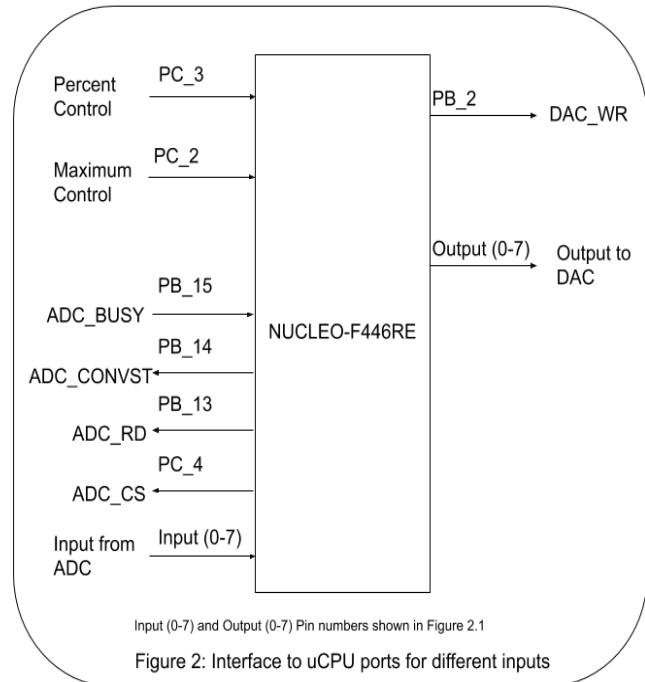 Percent
Control
PC_3
Maximum
Control
PC_2
PB_15
ADC_BUSY
PB_14
ADC_CONVST
PB_13
ADC_RD
PC_4
ADC_CS
Input from
ADC
Input (0-7)
NUCLEO-F446RE
PB_2
DAC_WR
Output (0-7)
Output to
DAC
Input (0-7) and Output (0-7) Pin numbers shown in Figure 2.1
Figure 2: Interface to uCPU ports for different inputs